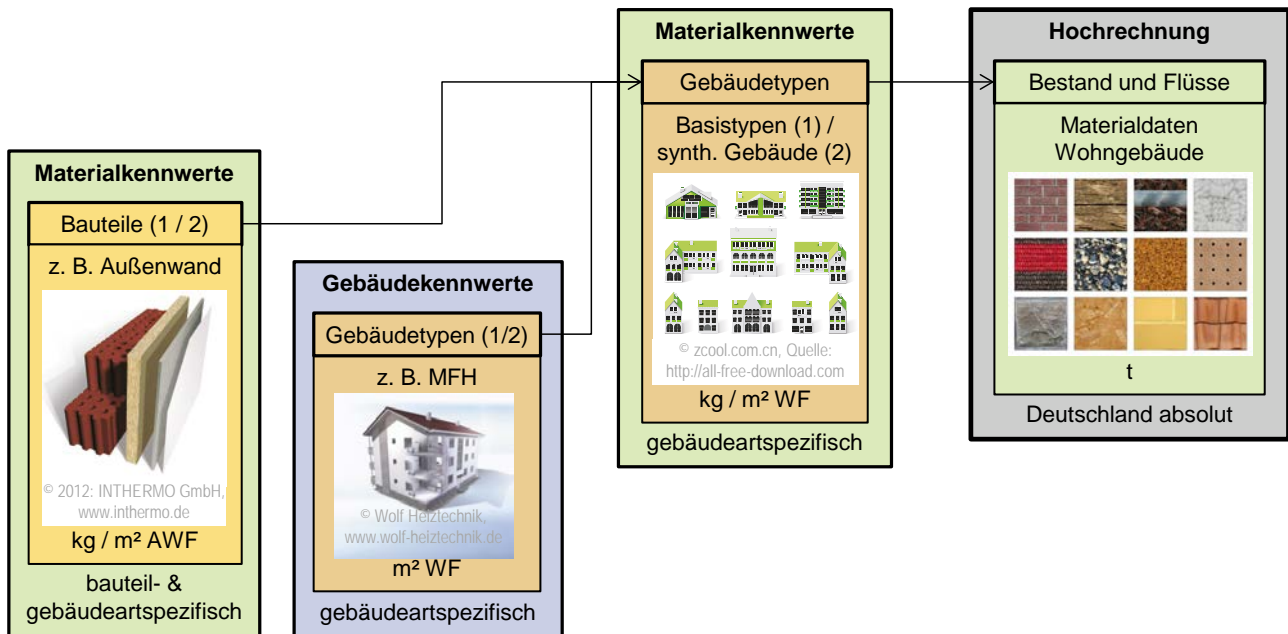 Materialkennwerte
Bauteile (1 / 2)
z. B. Außenwand
© 2012: INTHERMO GmbH,
www.inthermo.de
kg / m² AWF
bauteil- &
gebäudeartspezifisch
Gebäudekennwerte
Gebäudetypen (1/2)
z. B. MFH
© Wolf Heiztechnik,
www.wolf-heiztechnik.de
m² WF
gebäudeartspezifisch
Materialkennwerte
Gebäudetypen
Basistypen (1) /
synth. Gebäude (2)
© zcool.com.cn, Quelle:
http://all-free-download.com
kg / m² WF
gebäudeartspezifisch
Hochrechnung
Bestand und Flüsse
Materialdaten
Wohngebäude
t
Deutschland absolut